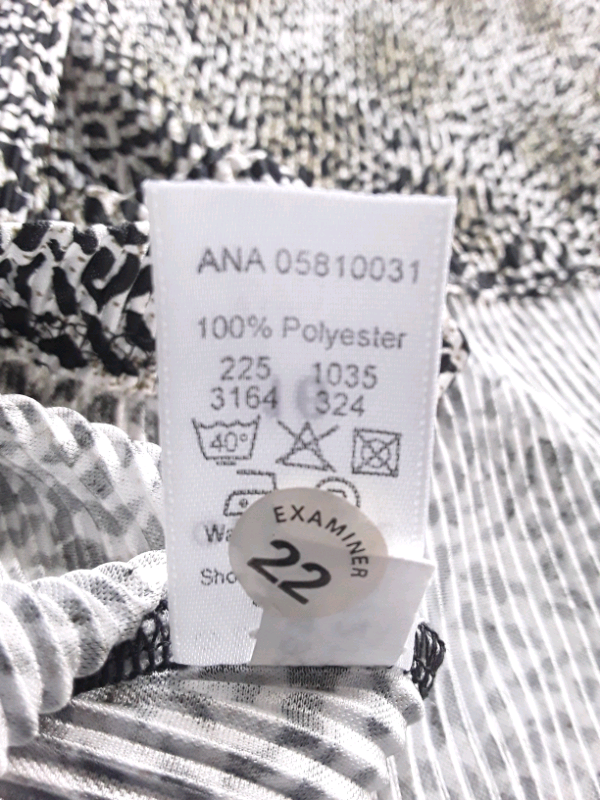 ANA 05810031
100% Polyester
225 1035
3164 324
40°
EXAMINER
22